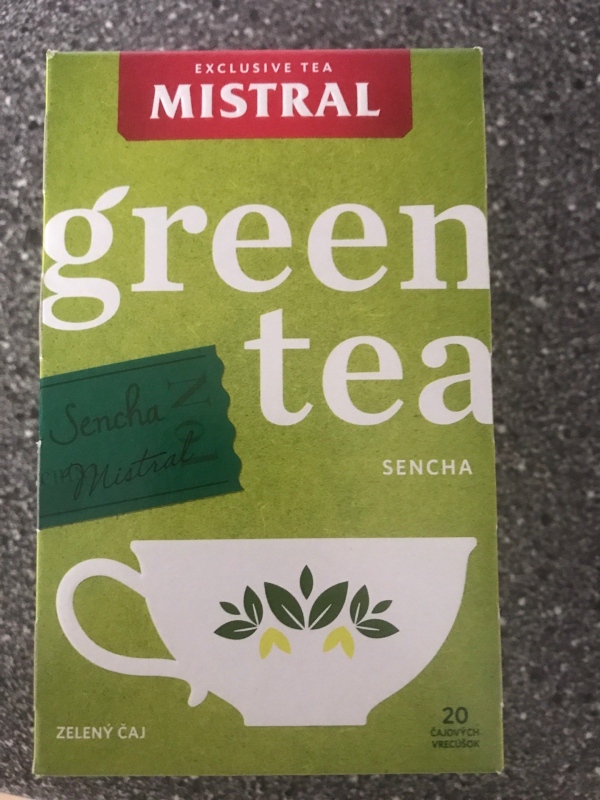 EXCLUSIVE TEA
MISTRAL
green
tea
Sencha
Mistral
SENCHA
ZELENÝ ČAJ
20
ČAJOVÝCH
VRECÚŠOK